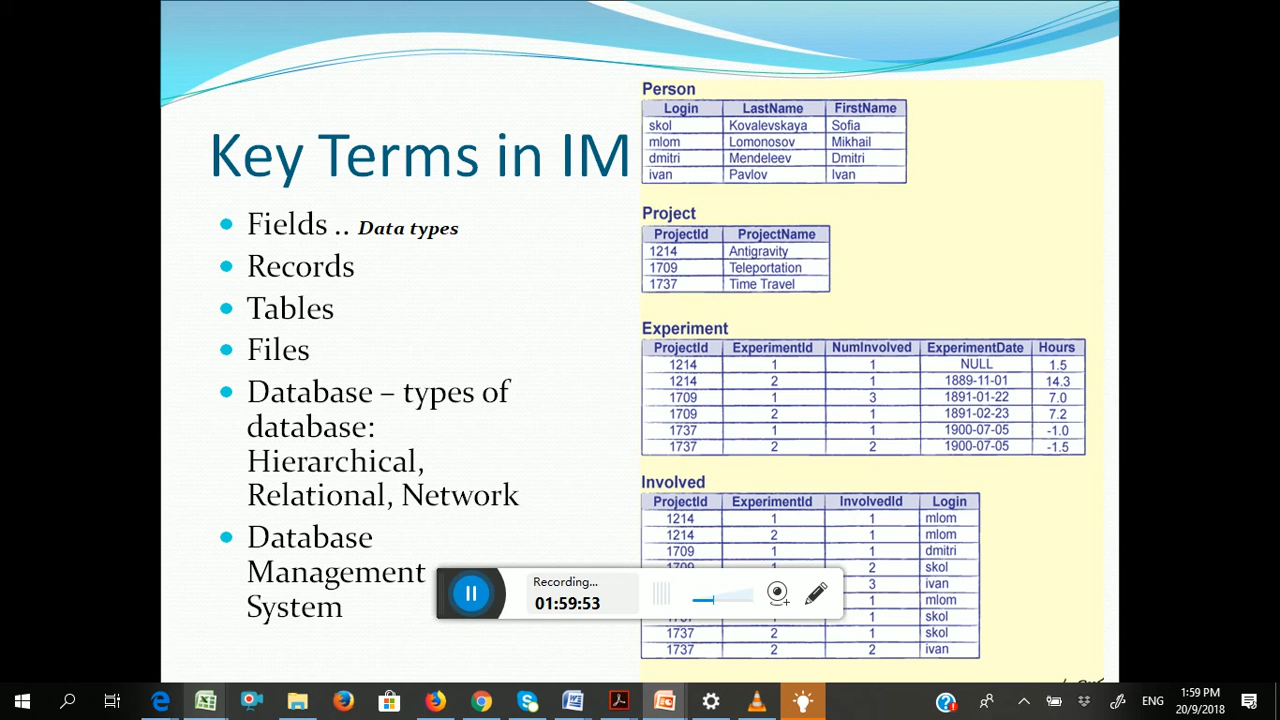 Key Terms in IM
Fields .. Data types
Records
Tables
Files
Database – types of
database:
Hierarchical,
Relational, Network
Database
Management
System
Person
Login LastName FirstName
skol Kovalevskaya Sofia
mlom Lomonosov Mikhail
dmitri Mendeleev Dmitri
ivan Pavlov Ivan
Project
ProjectId ProjectName
1214 Antigravity
1709 Teleportation
1737 Time Travel
Experiment
ProjectId ExperimentId NumInvolved ExperimentDate Hours
1214 1 1 NULL 1.5
1214 2 1 1889-11-01 14.3
1709 1 3 1891-01-22 7.0
1709 2 1 1891-02-23 7.2
1737 1 1 1900-07-05 -1.0
1737 2 2 1900-07-05 -1.5
Involved
ProjectId ExperimentId InvolvedId Login
1214 1 1 mlom
1214 2 1 mlom
1709 1 1 dmitri
1709 1 2 skol
3 ivan
1 mlom
1 skol
1737 2 1 skol
1737 2 2 ivan
Recording...
01:59:53
ENG
1:59 PM
20/9/2018